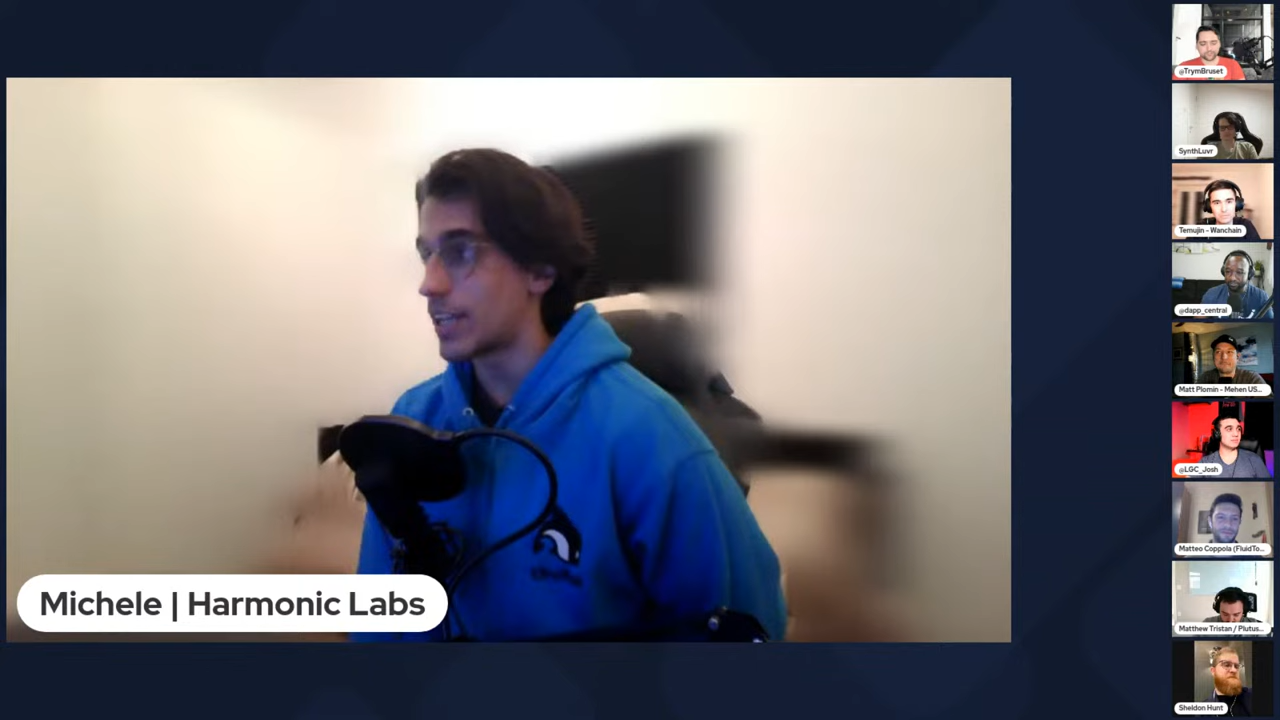 @TrymBruset
SynthLuvr
Temujin - Wanchain
@dapp_central
Matt Plomin - Mehen US...
@LGC_Josh
Matteo Coppola (FluidTo...
Matthew Tristan / Plutus...
Sheldon Hunt
Michele | Harmonic Labs